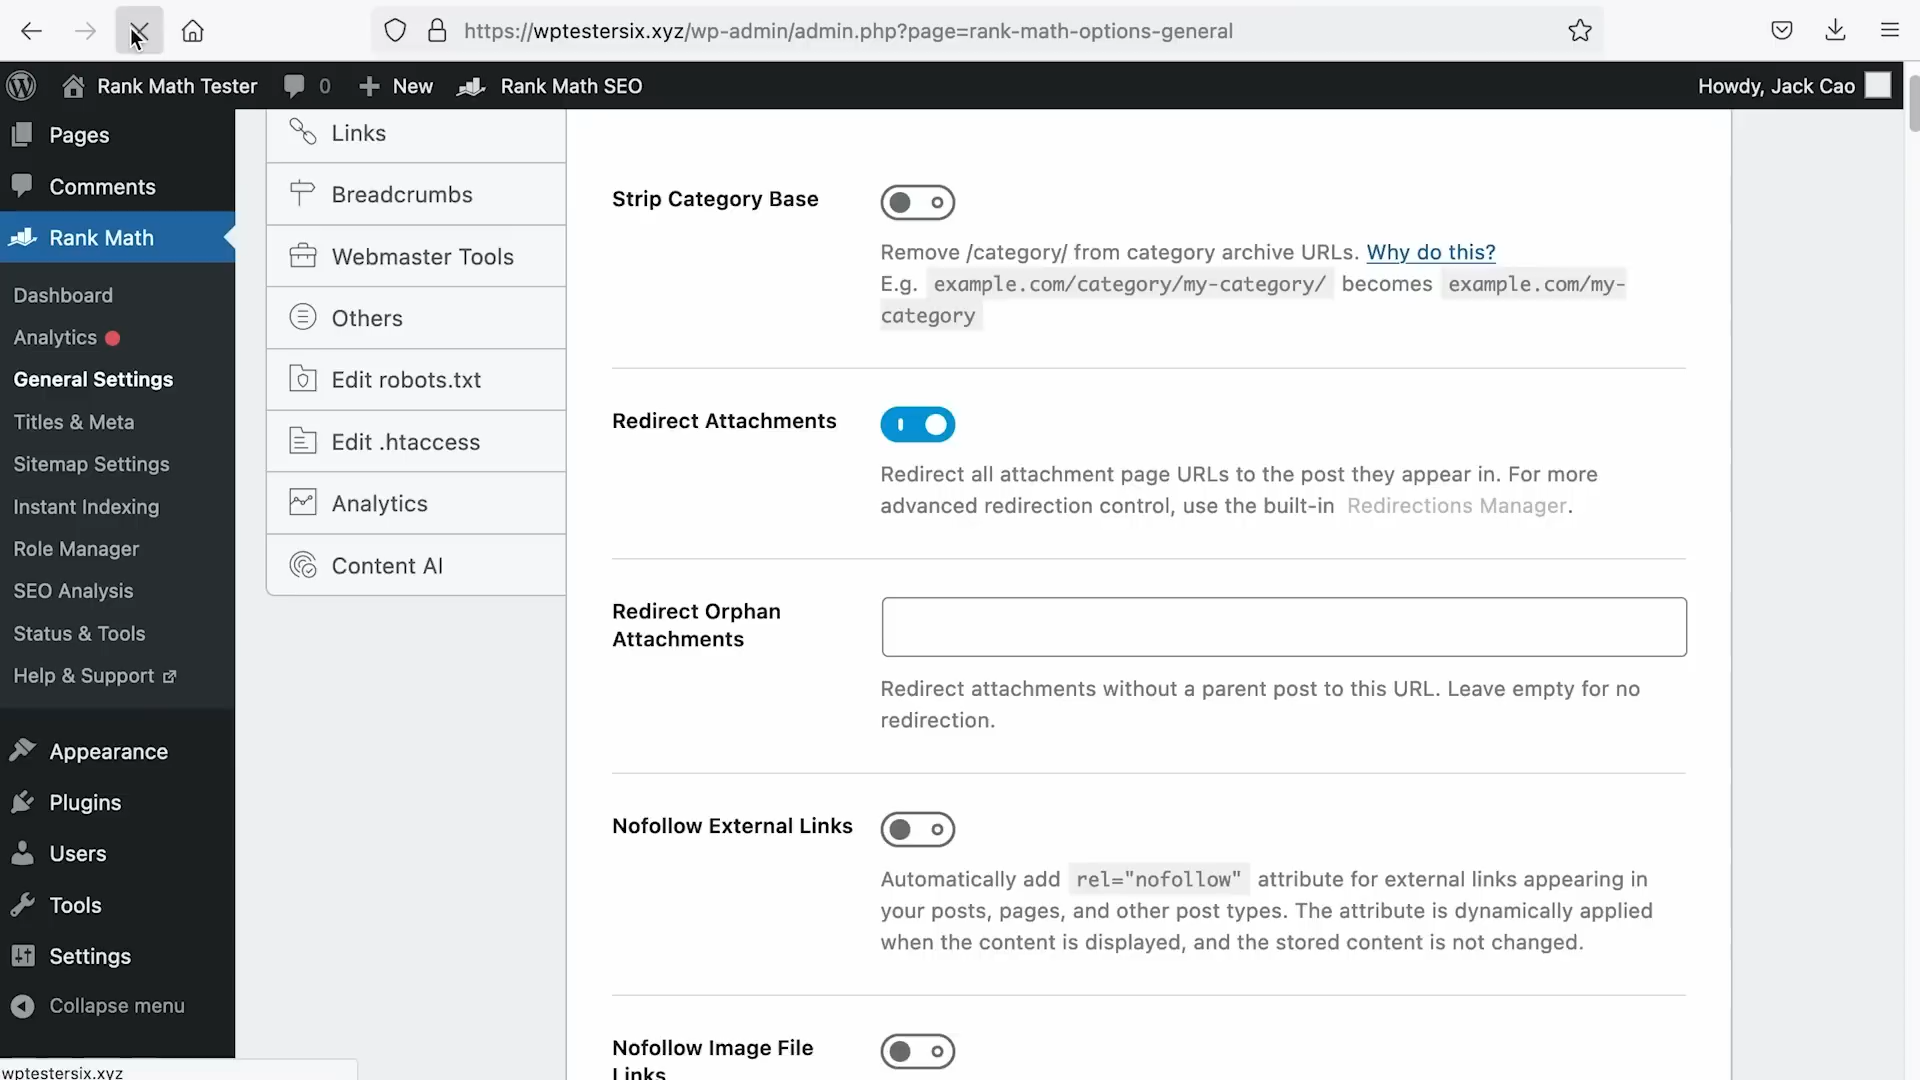 https://wptestersix.xyz/wp-admin/admin.php?page=rank-math-options-general
Rank Math Tester
0
New
Rank Math SEO
Howdy, Jack Cao
Pages
Comments
Rank Math
Dashboard
Analytics
General Settings
Titles & Meta
Sitemap Settings
Instant Indexing
Role Manager
SEO Analysis
Status & Tools
Help & Support
Appearance
Plugins
Users
Tools
Settings
Collapse menu
wptestersix.xyz
Links
Breadcrumbs
Webmaster Tools
Others
Edit robots.txt
Edit .htaccess
Analytics
Content AI
Strip Category Base
Remove /category/ from category archive URLs. Why do this?
E.g. example.com/category/my-category/ becomes example.com/my-
category
Redirect Attachments
Redirect all attachment page URLs to the post they appear in. For more
advanced redirection control, use the built-in Redirections Manager.
Redirect Orphan
Attachments
Redirect attachments without a parent post to this URL. Leave empty for no
redirection.
Nofollow External Links
Automatically add rel="nofollow" attribute for external links appearing in
your posts, pages, and other post types. The attribute is dynamically applied
when the content is displayed, and the stored content is not changed.
Nofollow Image File
Links